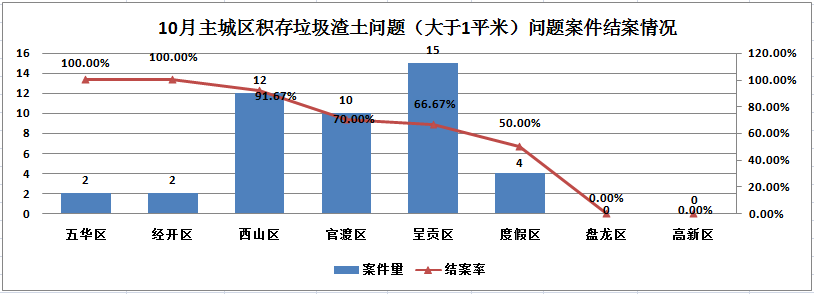 10月主城区积存垃圾渣土问题（大于1平米）问题案件结案情况
16
14
12
10
8
6
4
2
0
120.00%
100.00%
80.00%
60.00%
40.00%
20.00%
0.00%
100.00%
100.00%
12
91.67%
10
70.00%
15
66.67%
50.00%
4
2
2
0.00%
0
0
0.00%
五华区
经开区
西山区
官渡区
呈贡区
度假区
盘龙区
高新区
案件量
结案率